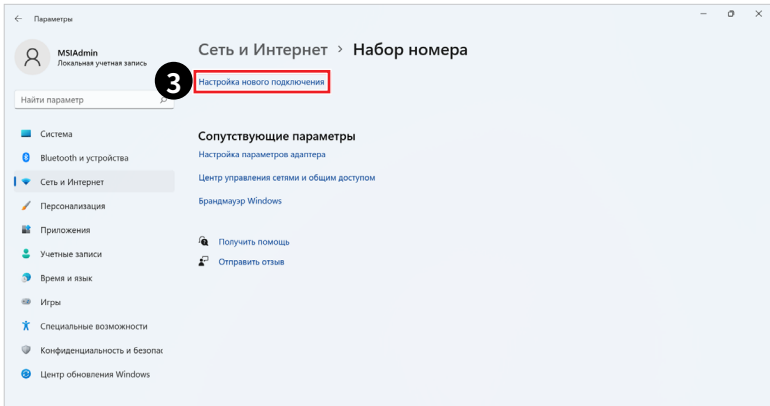 Параметры
MSIAdmin
Локальная учетная запись
Найти параметр
Система
Bluetooth и устройства
Сеть и Интернет
Персонализация
Приложения
Учетные записи
Время и язык
Игры
Специальные возможности
Конфиденциальность и безопас
Центр обновления Windows
Сеть и Интернет > Набор номера
3
Настройка нового подключения
Сопутствующие параметры
Настройка параметров адаптера
Центр управления сетями и общим доступом
Брандмауэр Windows
Получить помощь
Отправить отзыв